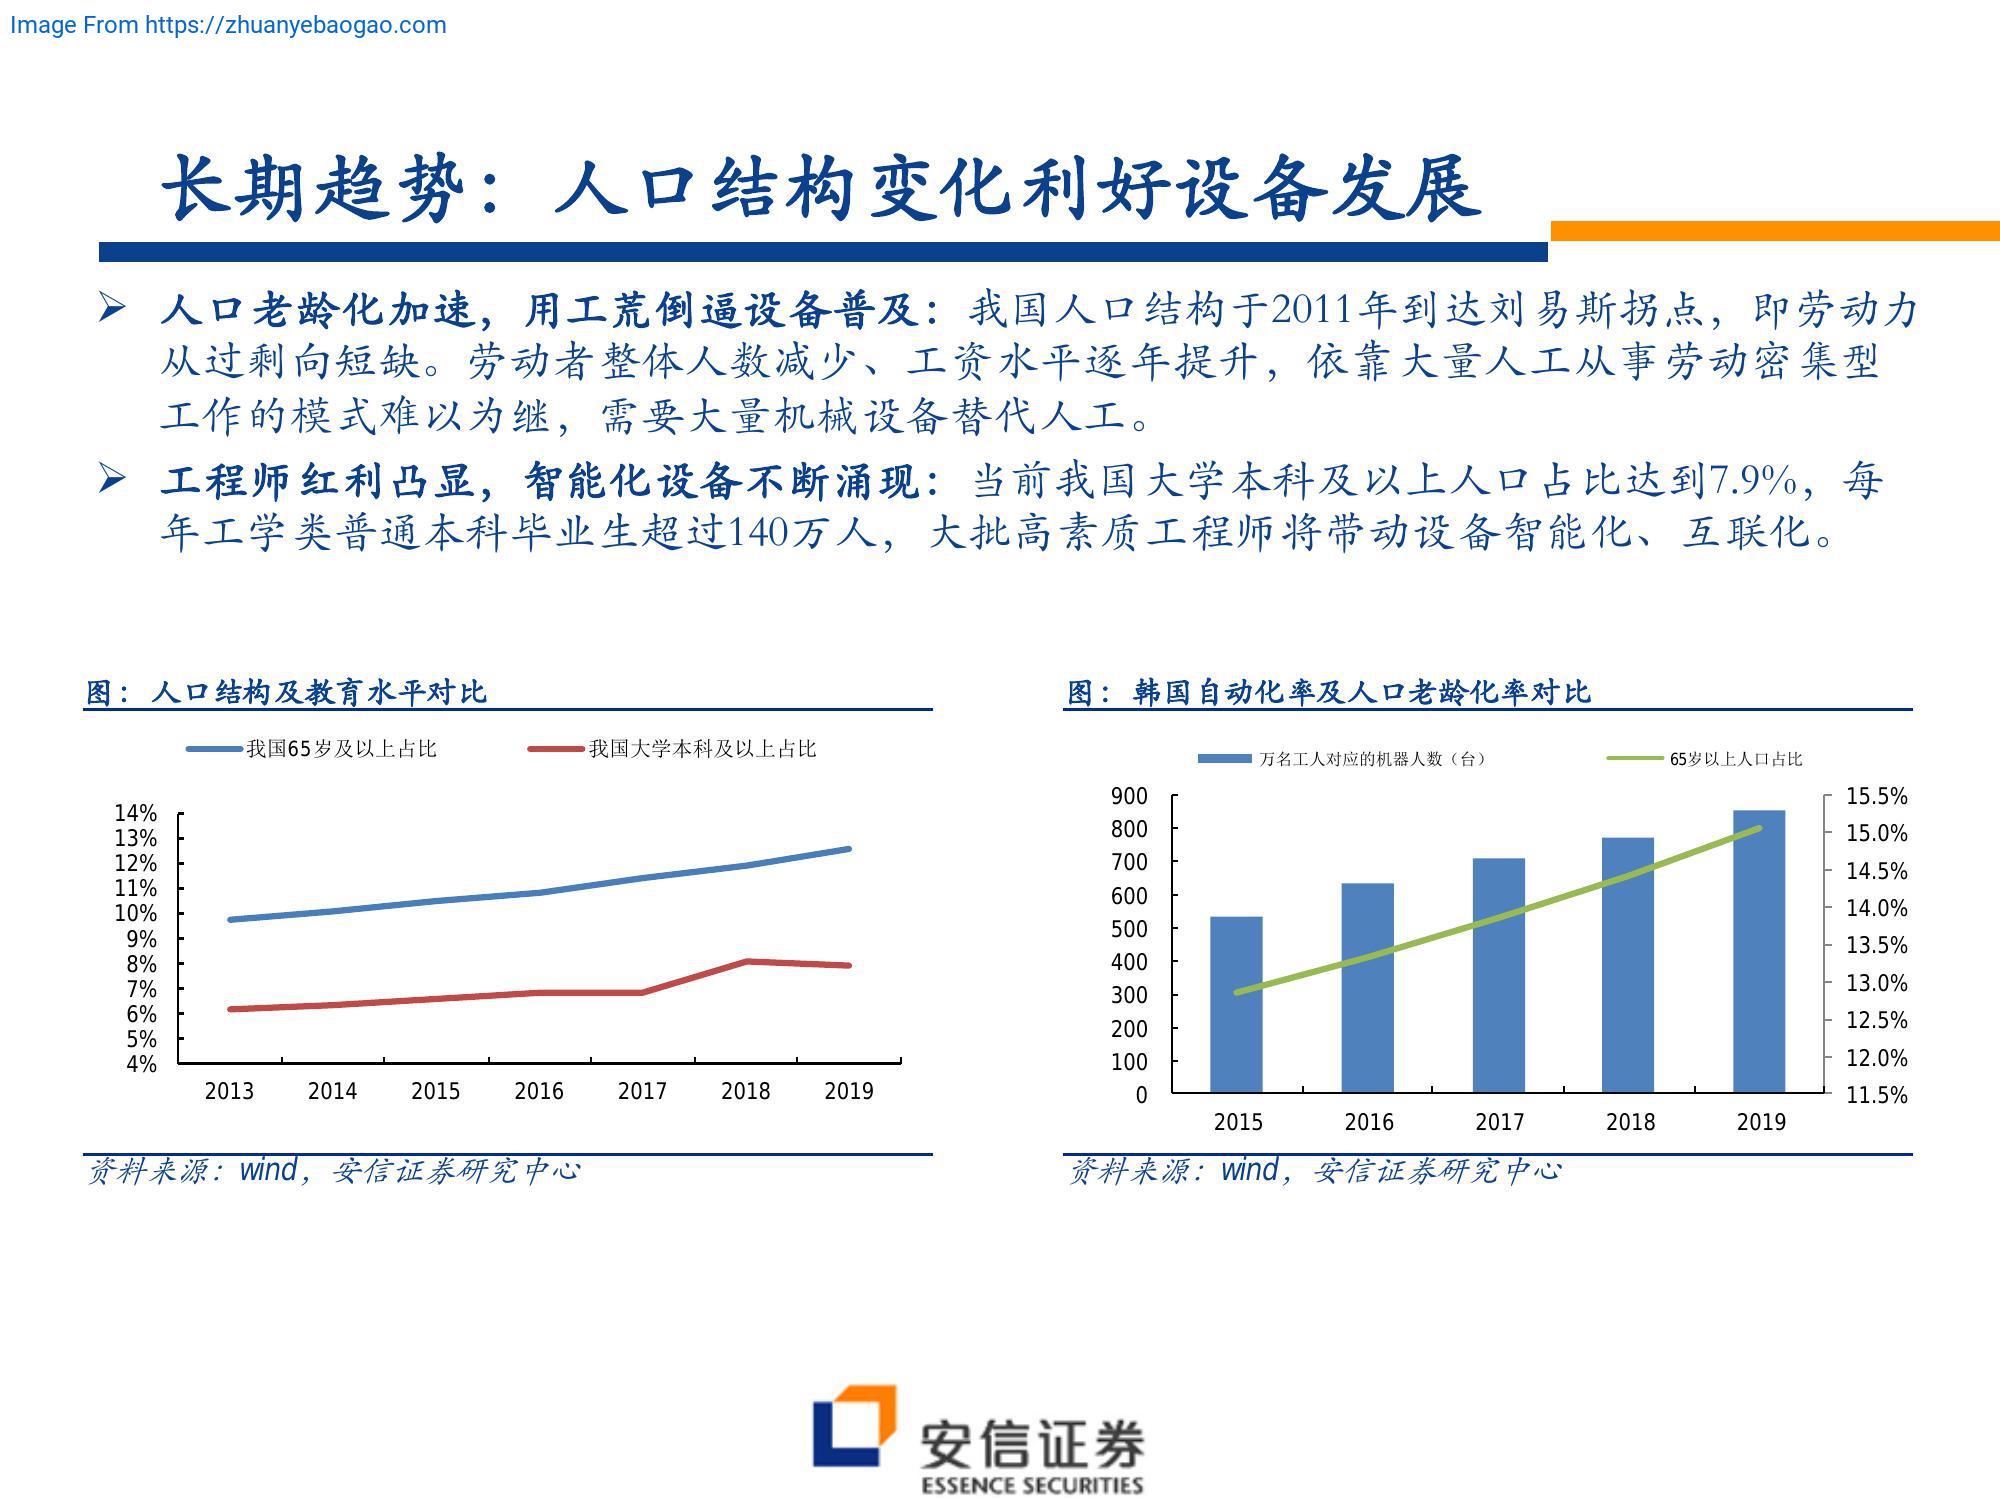 Image From https://zhuanyebaogao.com
长期趋势：人口结构变化利好设备发展
人口老龄化加速，用工荒倒逼设备普及：我国人口结构于2011年到达刘易斯拐点，即劳动力
从过剩向短缺。劳动者整体人数减少、工资水平逐年提升，依靠大量人工从事劳动密集型
工作的模式难以为继，需要大量机械设备替代人工。
工程师红利凸显，智能化设备不断涌现：当前我国大学本科及以上人口占比达到7.9%，每
年工学类普通本科毕业生超过140万人，大批高素质工程师将带动设备智能化、互联化。
图：人口结构及教育水平对比
我国65岁及以上占比 我国大学本科及以上占比
14%
13%
12%
11%
10%
9%
8%
7%
6%
5%
4%
2013 2014 2015 2016 2017 2018 2019
资料来源：wind，安信证券研究中心
图：韩国自动化率及人口老龄化率对比
万名工人对应的机器人数（台） 65岁以上人口占比
900 15.5%
800 15.0%
700 14.5%
600 14.0%
500 13.5%
400 13.0%
300 12.5%
200 12.0%
100 11.5%
0
2015 2016 2017 2018 2019
资料来源：wind，安信证券研究中心
安信证券
ESSENCE SECURITIES